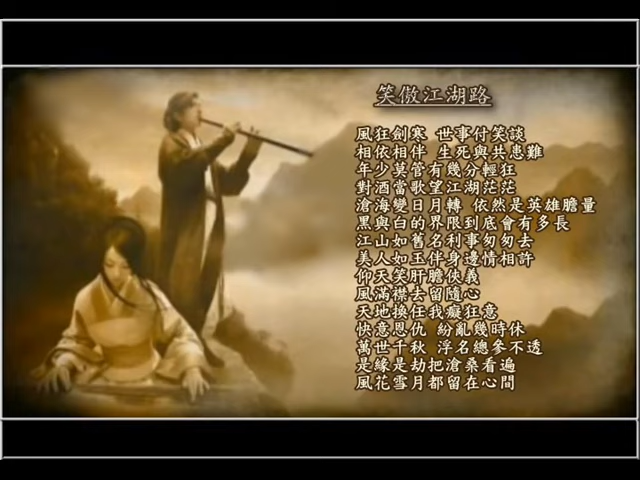 笑傲江湖路
風狂劍寒 世事付笑談
相依相伴 生死與共患難
年少莫管有幾分輕狂
對酒當歌望江湖茫茫
滄海變日月轉 依然是英雄膽量
黑與白的界限到底會有多長
江山如舊名利事匆匆去
美人如玉伴身邊情相許
仰天笑肝膽俠義
風滿襟去留隨心
天地換任我癡狂意
快意恩仇 紛亂幾時休
萬世千秋 浮名總參不透
是緣是劫把滄桑看遍
風花雪月都留在心間